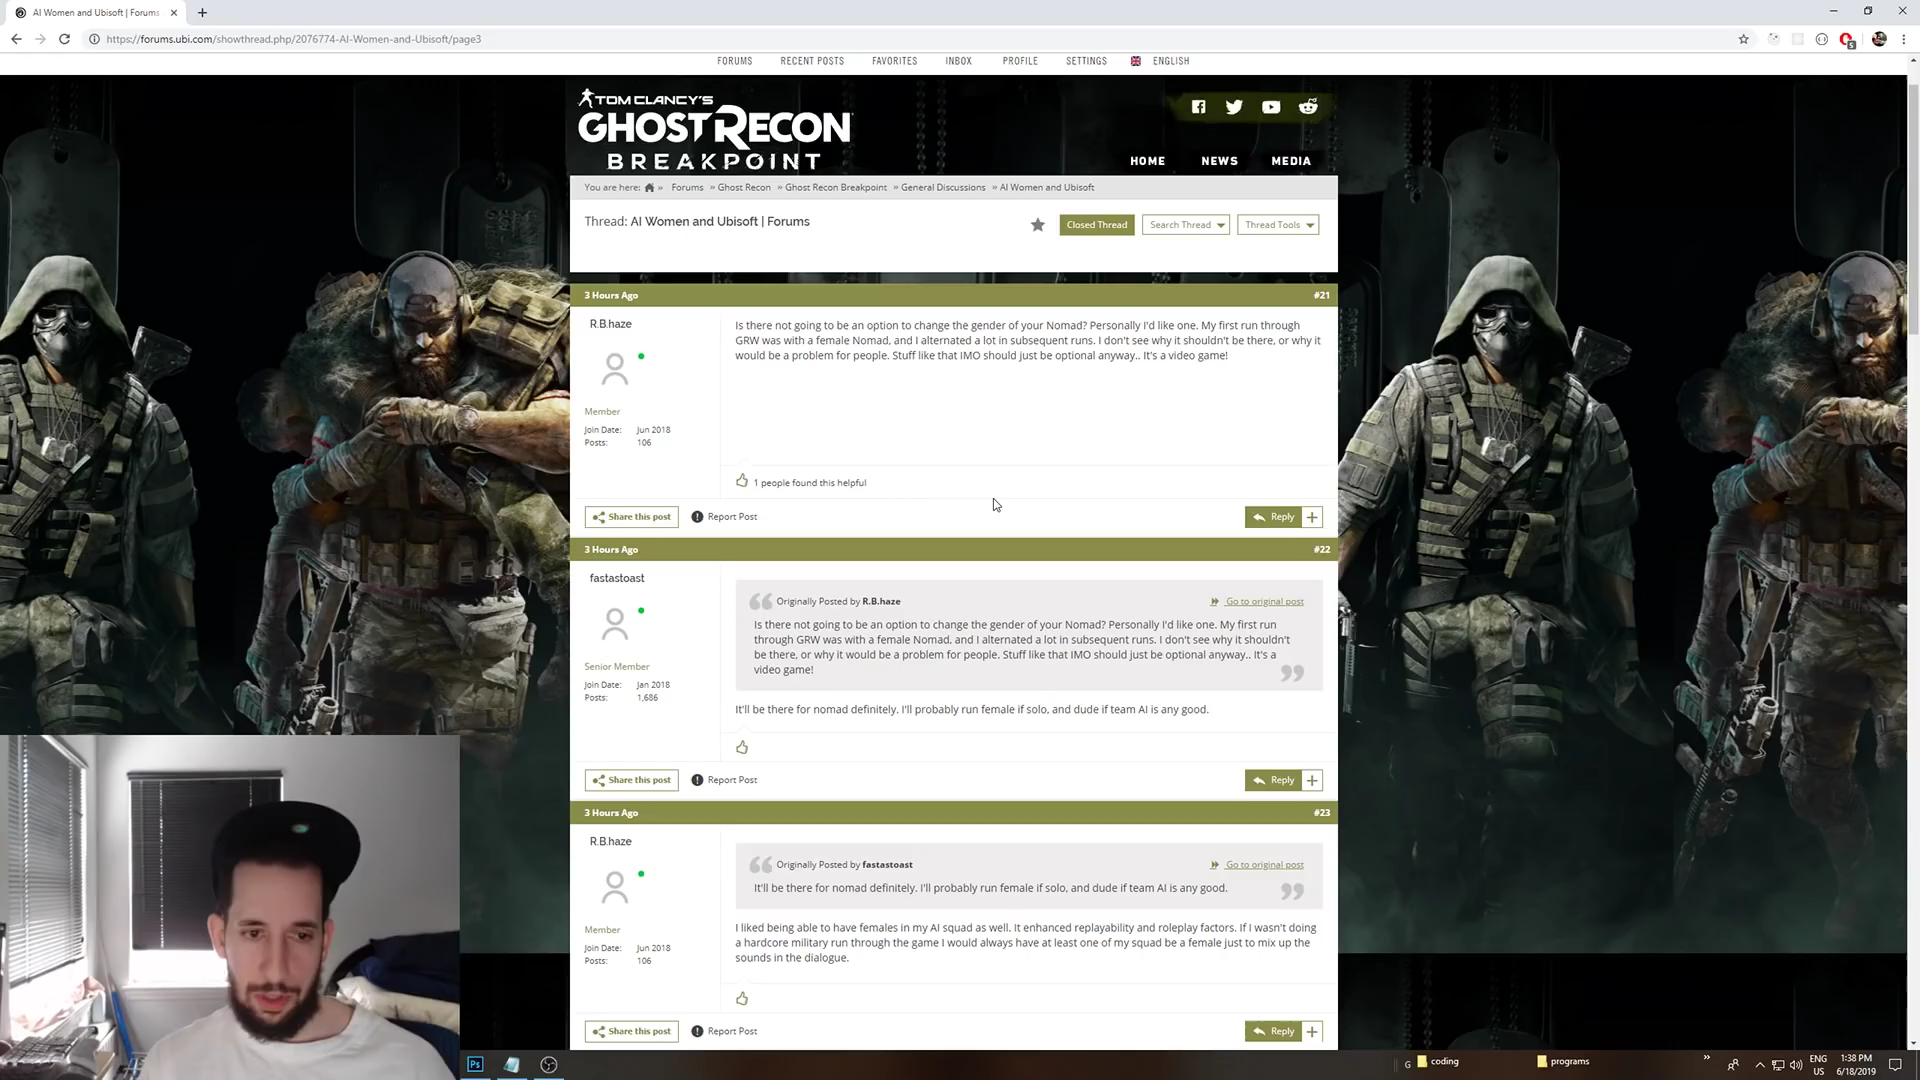 AI Women and Ubisoft | Forums
https://forums.ubi.com/showthread.php/2076774-AI-Women-and-Ubisoft/page3
5
FORUMS RECENT POSTS FAVORITES INBOX PROFILE SETTINGS ENGLISH
TOM CLANCY'S
GHOST RECON
BREAKPOINT
HOME NEWS MEDIA
You are here: » Forums » Ghost Recon » Ghost Recon Breakpoint » General Discussions » AI Women and Ubisoft
Thread: AI Women and Ubisoft | Forums
Closed Thread Search Thread Thread Tools
3 Hours Ago #21
R.B.haze
Member
Join Date: Jun 2018
Posts: 106
Is there not going to be an option to change the gender of your Nomad? Personally I'd like one. My first run through
GRW was with a female Nomad, and I alternated a lot in subsequent runs. I don't see why it shouldn't be there, or why it
would be a problem for people. Stuff like that IMO should just be optional anyway.. It's a video game!
1 people found this helpful
Share this post Report Post Reply
3 Hours Ago #22
fastastoast
Senior Member
Join Date: Jan 2018
Posts: 1,686
Originally Posted by R.B.haze Go to original post
Is there not going to be an option to change the gender of your Nomad? Personally I'd like one. My first run
through GRW was with a female Nomad, and I alternated a lot in subsequent runs. I don't see why it shouldn't
be there, or why it would be a problem for people. Stuff like that IMO should just be optional anyway.. It's a
video game!
It'll be there for nomad definitely. I'll probably run female if solo, and dude if team AI is any good.
Share this post Report Post Reply
3 Hours Ago #23
R.B.haze
Member
Join Date: Jun 2018
Posts: 106
Originally Posted by fastastoast Go to original post
It'll be there for nomad definitely. I'll probably run female if solo, and dude if team AI is any good.
I liked being able to have females in my AI squad as well. It enhanced replayability and roleplay factors. If I wasn't doing
a hardcore military run through the game I would always have at least one of my squad be a female just to mix up the
sounds in the dialogue.
Share this post Report Post Reply
Ps
G coding programs
ENG
US
1:38 PM
6/18/2019